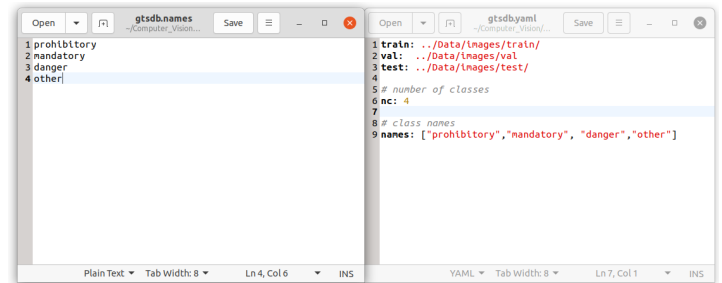 Open gtsdb.names Save
~/Computer_Vision...
1 prohibitory
2 mandatory
3 danger
4 other
Plain Text Tab Width: 8 Ln 4, Col 6 INS
Open gtsdb.yaml Save
~/Computer_Vision/...
1 train: ../Data/images/train/
2 val:  ../Data/images/val
3 test: ../Data/images/test/
4
5 # number of classes
6 nc: 4
7
8 # class names
9 names: ["prohibitory","mandatory", "danger","other"]
YAML Tab Width: 8 Ln 7, Col 1 INS